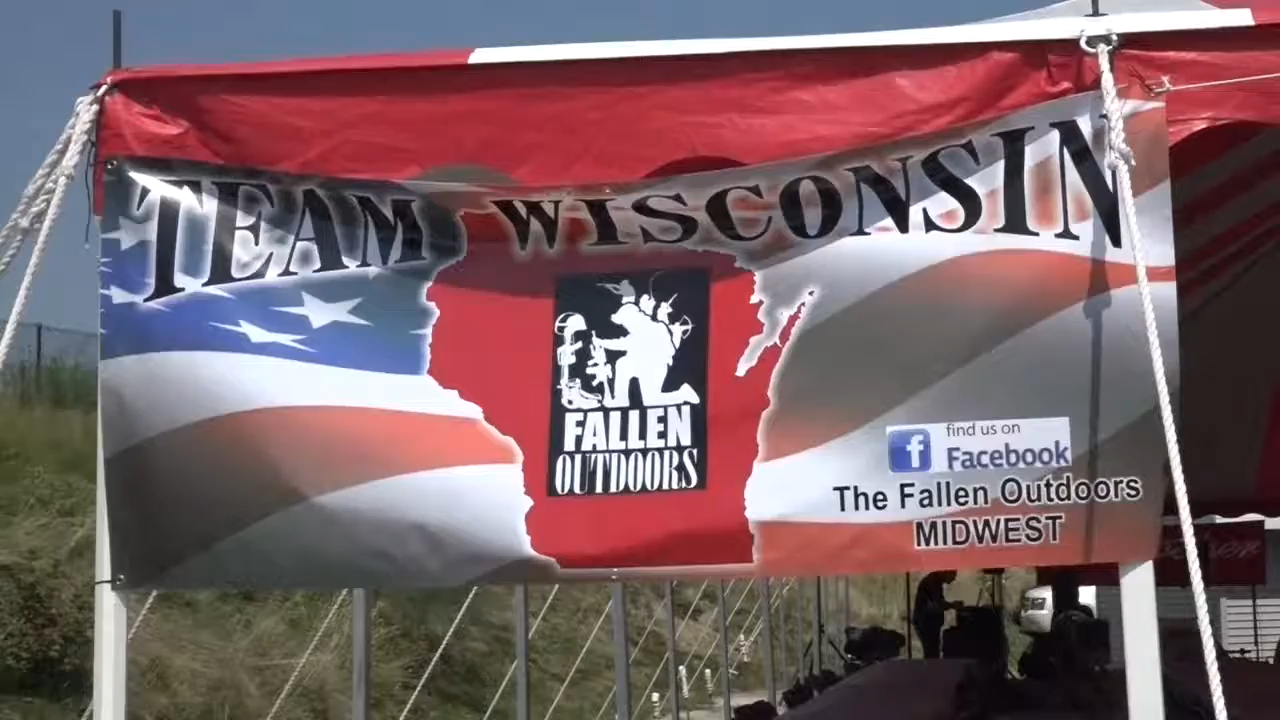 TEAM WISCONSIN
FALLEN
OUTDOORS
f
find us on
Facebook
The Fallen Outdoors
MIDWEST